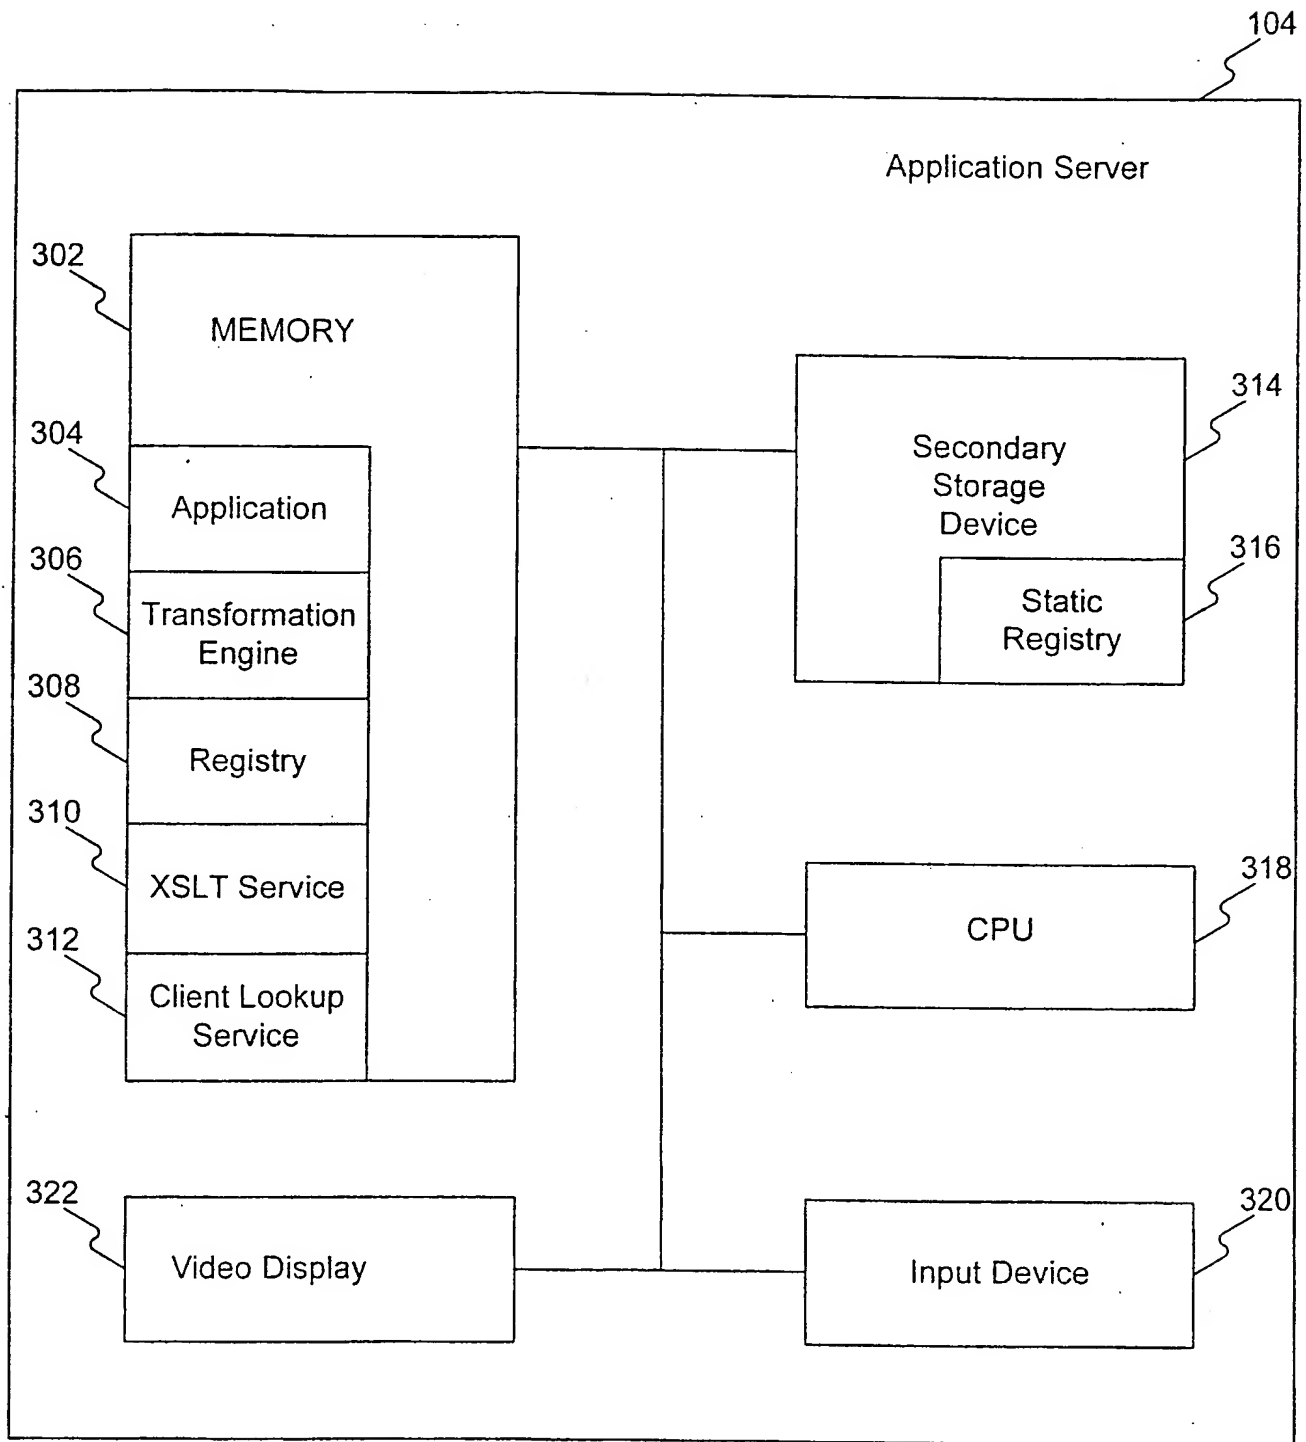 104
Application Server
302
MEMORY
304
Application
306
Transformation
Engine
308
Registry
310
XSLT Service
312
Client Lookup
Service
314
Secondary
Storage
Device
316
Static
Registry
318
CPU
322
Video Display
320
Input Device